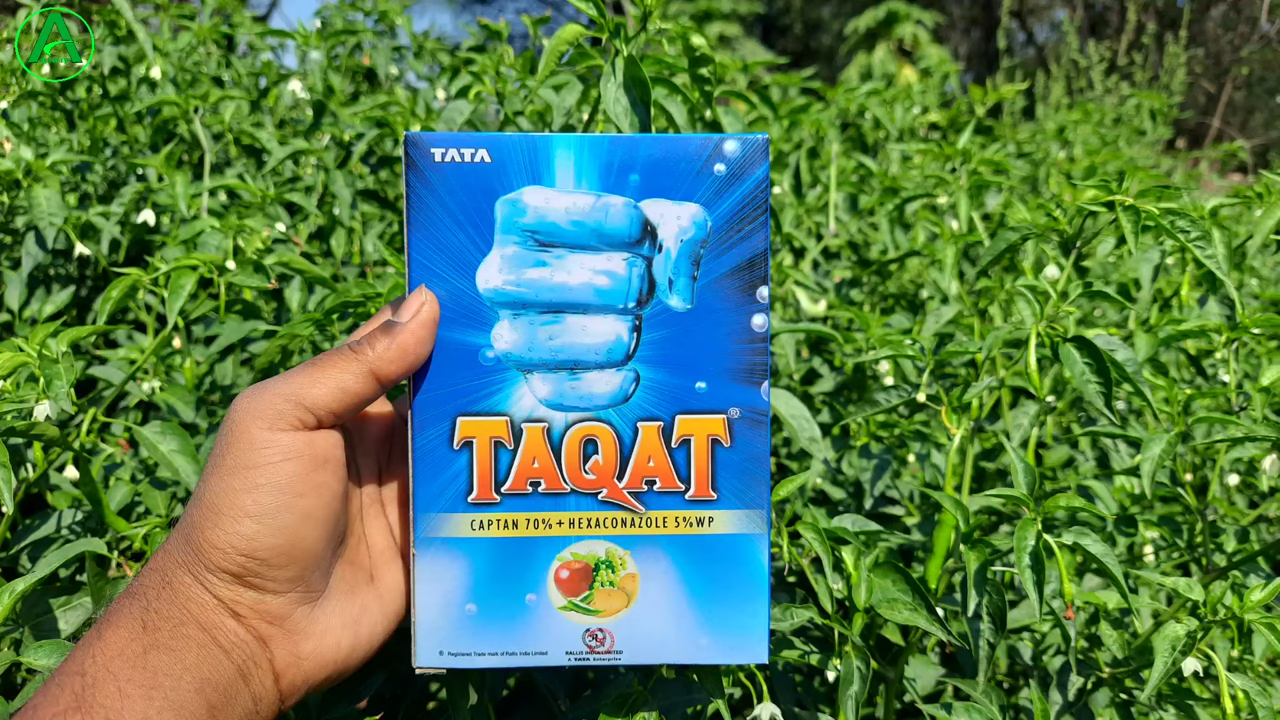 A
TATA
TAQAT®
CAPTAN 70%+HEXACONAZOLE 5%WP
® Registered Trade mark of Rallis India Limited
RALLIS INDIA LIMITED
A TATA Enterprise